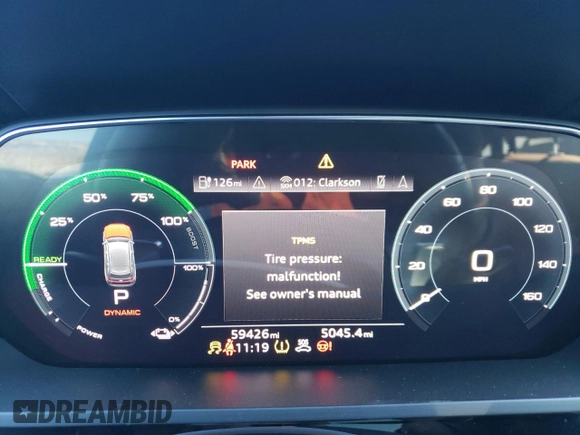 PARK
126mi
SOS 012: Clarkson
25%
50%
75%
100%
BOOST
READY
100%
CHARGE
P
DYNAMIC
0%
POWER
TPMS
Tire pressure:
malfunction!
See owner's manual
0
20
40
60
80
100
120
140
160
0
MPH
59426mi
5045.4mi
11:19
SOS
DREAMBID